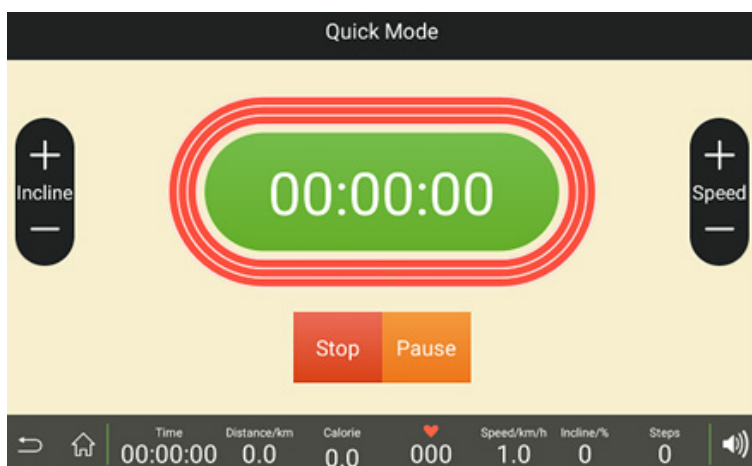 Quick Mode
+
Incline
−
00:00:00
+
Speed
−
Stop
Pause
Time
00:00:00
Distance/km
0.0
Calorie
0.0
000
Speed/km/h
1.0
Incline/%
0
Steps
0